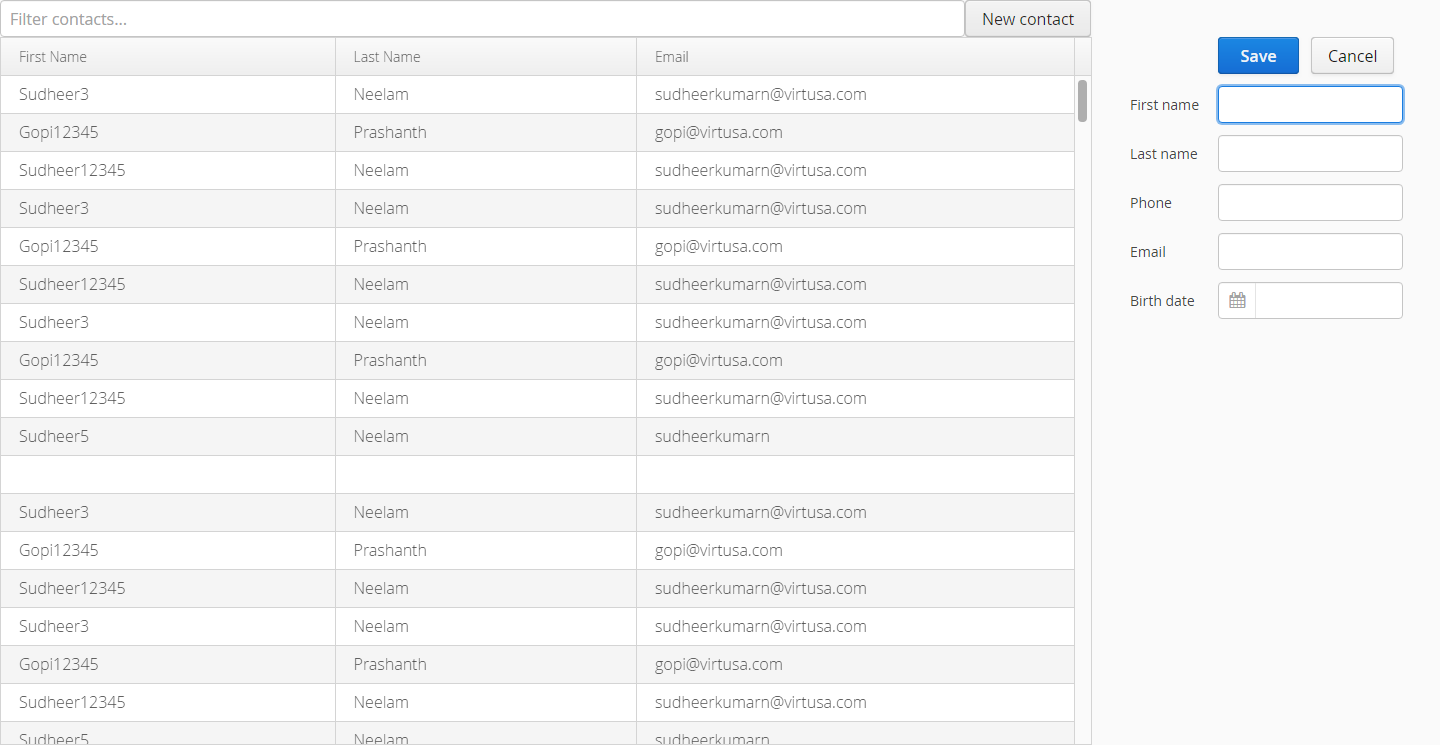 Filter contacts... New contact
First Name Last Name Email
Sudheer3 Neelam sudheerkumarn@virtusa.com
Gopi12345 Prashanth gopi@virtusa.com
Sudheer12345 Neelam sudheerkumarn@virtusa.com
Sudheer3 Neelam sudheerkumarn@virtusa.com
Gopi12345 Prashanth gopi@virtusa.com
Sudheer12345 Neelam sudheerkumarn@virtusa.com
Sudheer3 Neelam sudheerkumarn@virtusa.com
Gopi12345 Prashanth gopi@virtusa.com
Sudheer12345 Neelam sudheerkumarn@virtusa.com
Sudheer5 Neelam sudheerkumarn
Sudheer3 Neelam sudheerkumarn@virtusa.com
Gopi12345 Prashanth gopi@virtusa.com
Sudheer12345 Neelam sudheerkumarn@virtusa.com
Sudheer3 Neelam sudheerkumarn@virtusa.com
Gopi12345 Prashanth gopi@virtusa.com
Sudheer12345 Neelam sudheerkumarn@virtusa.com
Sudheer5 Neelam sudheerkumarn
Save Cancel
First name
Last name
Phone
Email
Birth date